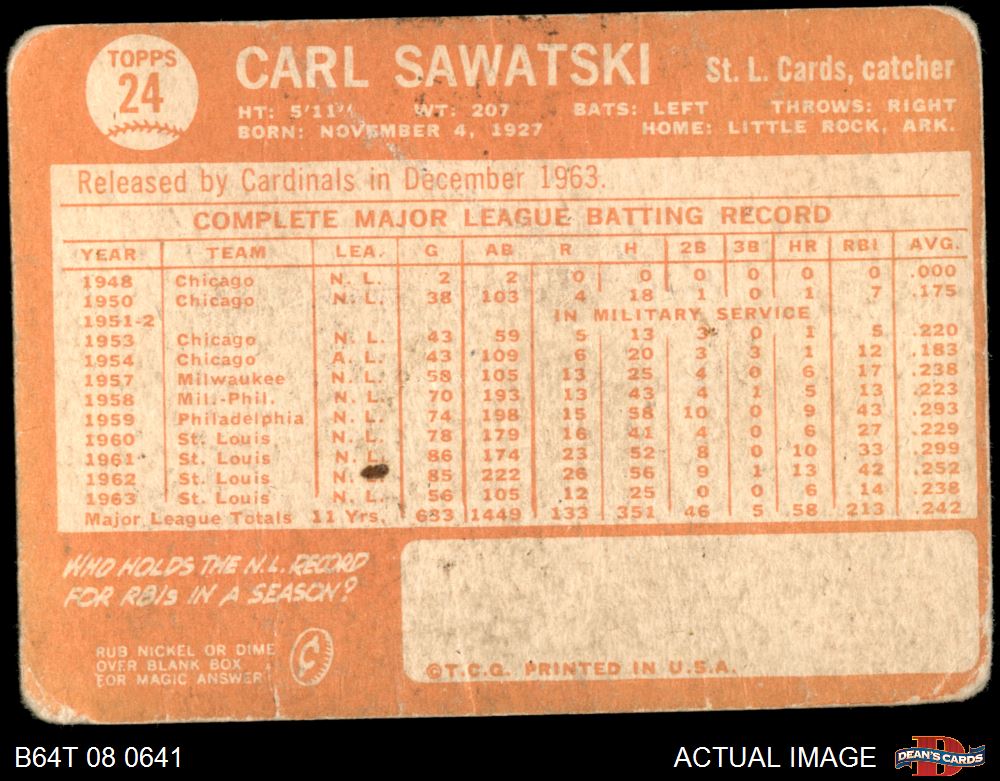 TOPPS
24
CARL SAWATSKI St. L. Cards, catcher
HT: 5'11" WT: 207 BATS: LEFT THROWS: RIGHT
BORN: NOVEMBER 4, 1927 HOME: LITTLE ROCK, ARK.
Released by Cardinals in December 1963.
COMPLETE MAJOR LEAGUE BATTING RECORD
YEAR TEAM LEA. G AB R H 2B 3B HR RBI AVG.
1948 Chicago N. L. 2 2 0 0 0 0 0 0 .000
1950 Chicago N. L. 38 103 4 18 1 0 1 7 .175
1951-2 IN MILITARY SERVICE
1953 Chicago N. L. 43 59 5 13 3 0 1 5 .220
1954 Chicago A. L. 43 109 6 20 3 3 1 12 .183
1957 Milwaukee N. L. 58 105 13 25 4 0 6 17 .238
1958 Mil.-Phil. N. L. 70 193 13 43 4 1 5 13 .223
1959 Philadelphia N. L. 74 198 15 58 10 0 9 43 .293
1960 St. Louis N. L. 78 179 16 41 4 0 6 27 .229
1961 St. Louis N. L. 86 174 23 52 8 0 10 33 .299
1962 St. Louis N. L. 85 222 26 56 9 1 13 42 .252
1963 St. Louis N. L. 56 105 12 25 0 0 6 14 .238
Major League Totals 11 Yrs. 633 1449 133 351 46 5 58 213 .242
WHO HOLDS THE N.L. RECORD
FOR RBIs IN A SEASON?
RUB NICKEL OR DIME
OVER BLANK BOX
FOR MAGIC ANSWER
©T.C.G. PRINTED IN U.S.A.
B64T 08 0641 ACTUAL IMAGE DEAN'S CARDS